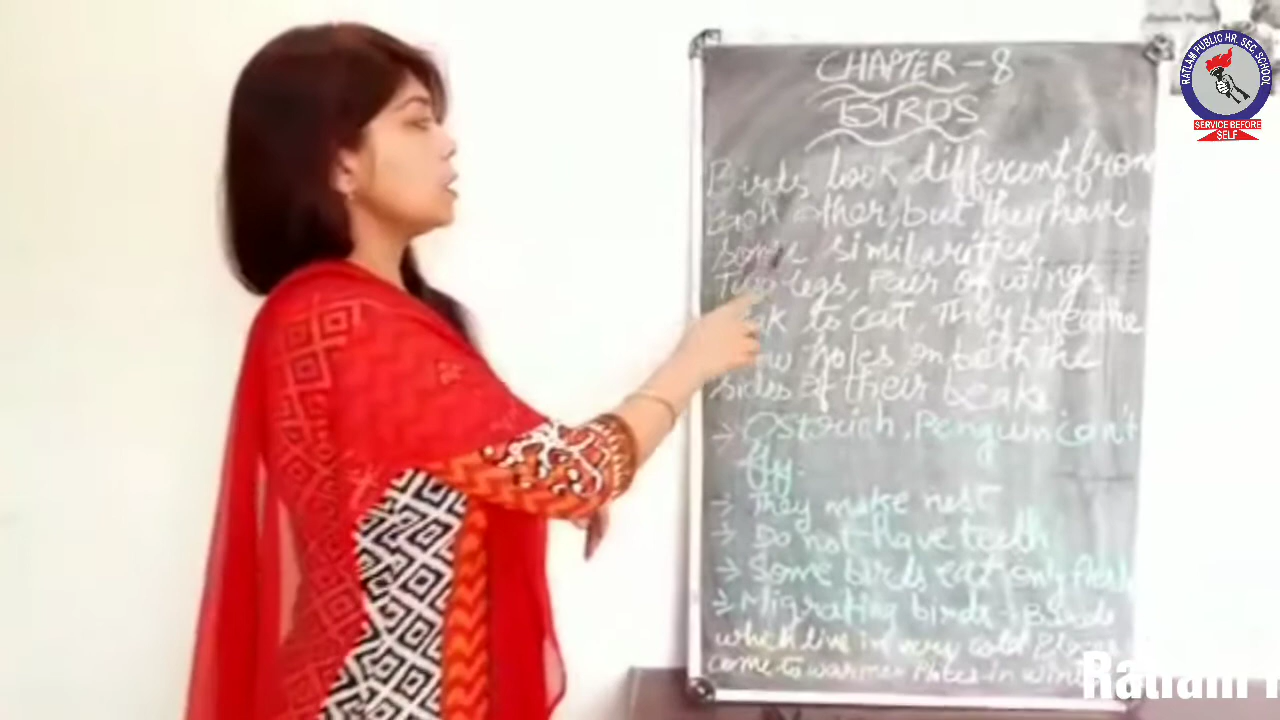 CHAPTER - 8
BIRDS
Birds look different from
Each other, but they have
some similarities
Two legs, Pair of wings
to eat, They breathe
holes on both the
sides of their beak
→ Ostrich, Penguin can't
fly.
→ They make nest
→ Do not have teeth
→ Some birds eat only flesh
→ Migrating birds → Birds
which live in very cold places
come to warmer Places in
RATLAM PUBLIC HR. SEC. SCHOOL
SERVICE BEFORE
SELF
Ratlam